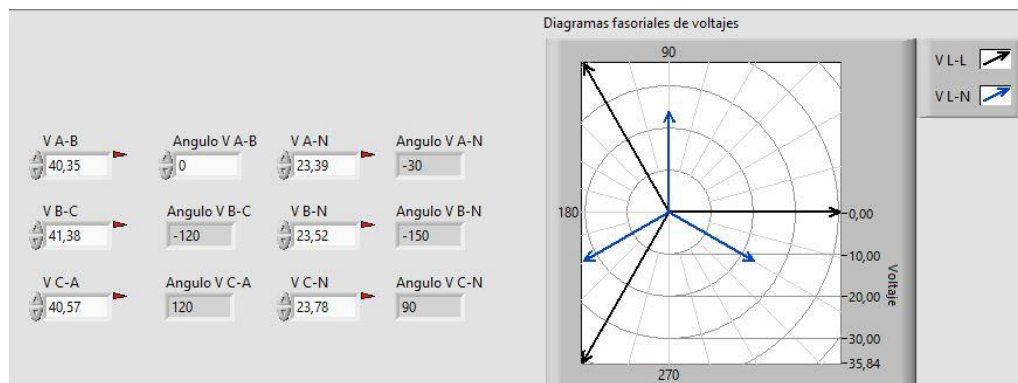 Diagramas fasoriales de voltajes
90
V L-L
V L-N
V A-B
Angulo V A-B
V A-N
Angulo V A-N
40,35
0
23,39
-30
180
0,00
V B-C
Angulo V B-C
V B-N
Angulo V B-N
41,38
-120
23,52
-150
10,00
V C-A
Angulo V C-A
V C-N
Angulo V C-N
40,57
120
23,78
90
20,00
Voltaje
30,00
35,84
270